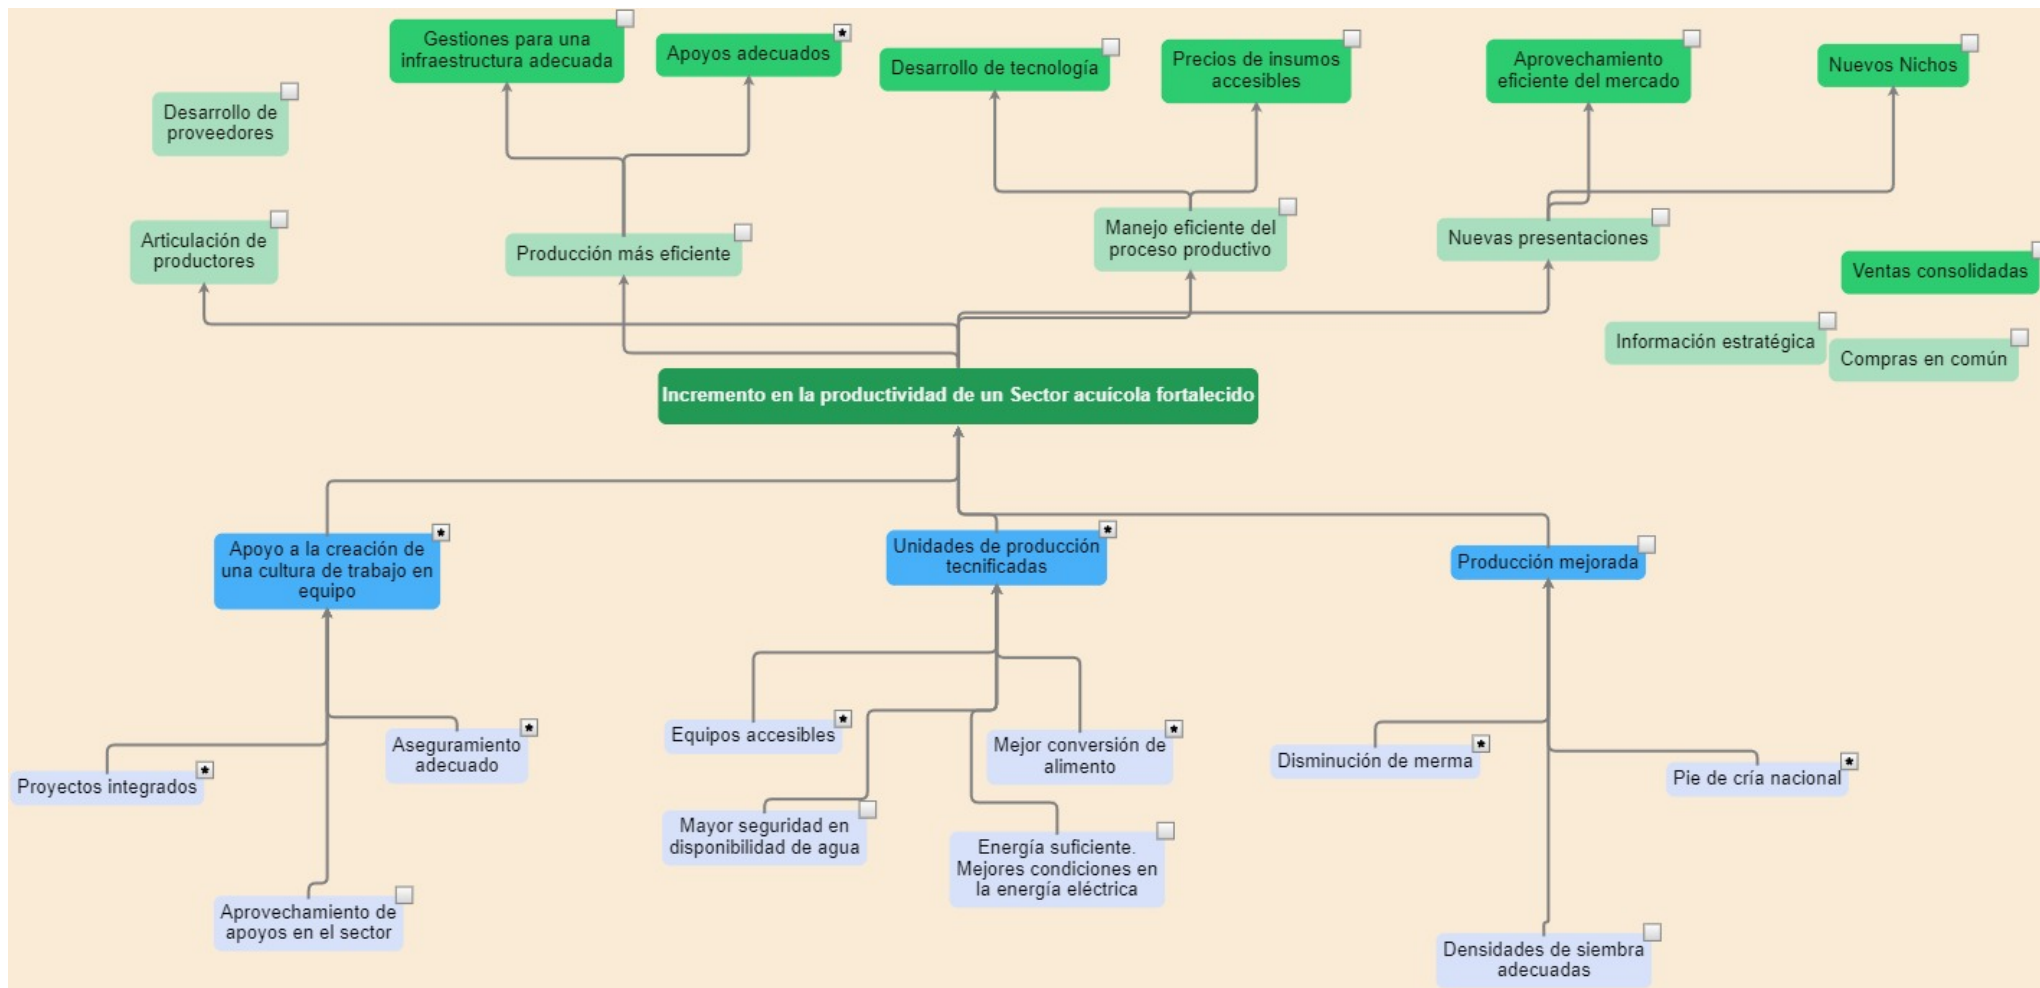 Gestiones para una
infraestructura adecuada
Apoyos adecuados
Desarrollo de tecnología
Precios de insumos
accesibles
Aprovechamiento
eficiente del mercado
Nuevos Nichos
Desarrollo de
proveedores
Articulación de
productores
Producción más eficiente
Manejo eficiente del
proceso productivo
Nuevas presentaciones
Ventas consolidadas
Información estratégica
Compras en común
Incremento en la productividad de un Sector acuícola fortalecido
Apoyo a la creación de
una cultura de trabajo en
equipo
Unidades de producción
tecnificadas
Producción mejorada
Proyectos integrados
Aseguramiento
adecuado
Equipos accesibles
Mejor conversión de
alimento
Disminución de merma
Pie de cría nacional
Mayor seguridad en
disponibilidad de agua
Energía suficiente.
Mejores condiciones en
la energía eléctrica
Aprovechamiento de
apoyos en el sector
Densidades de siembra
adecuadas